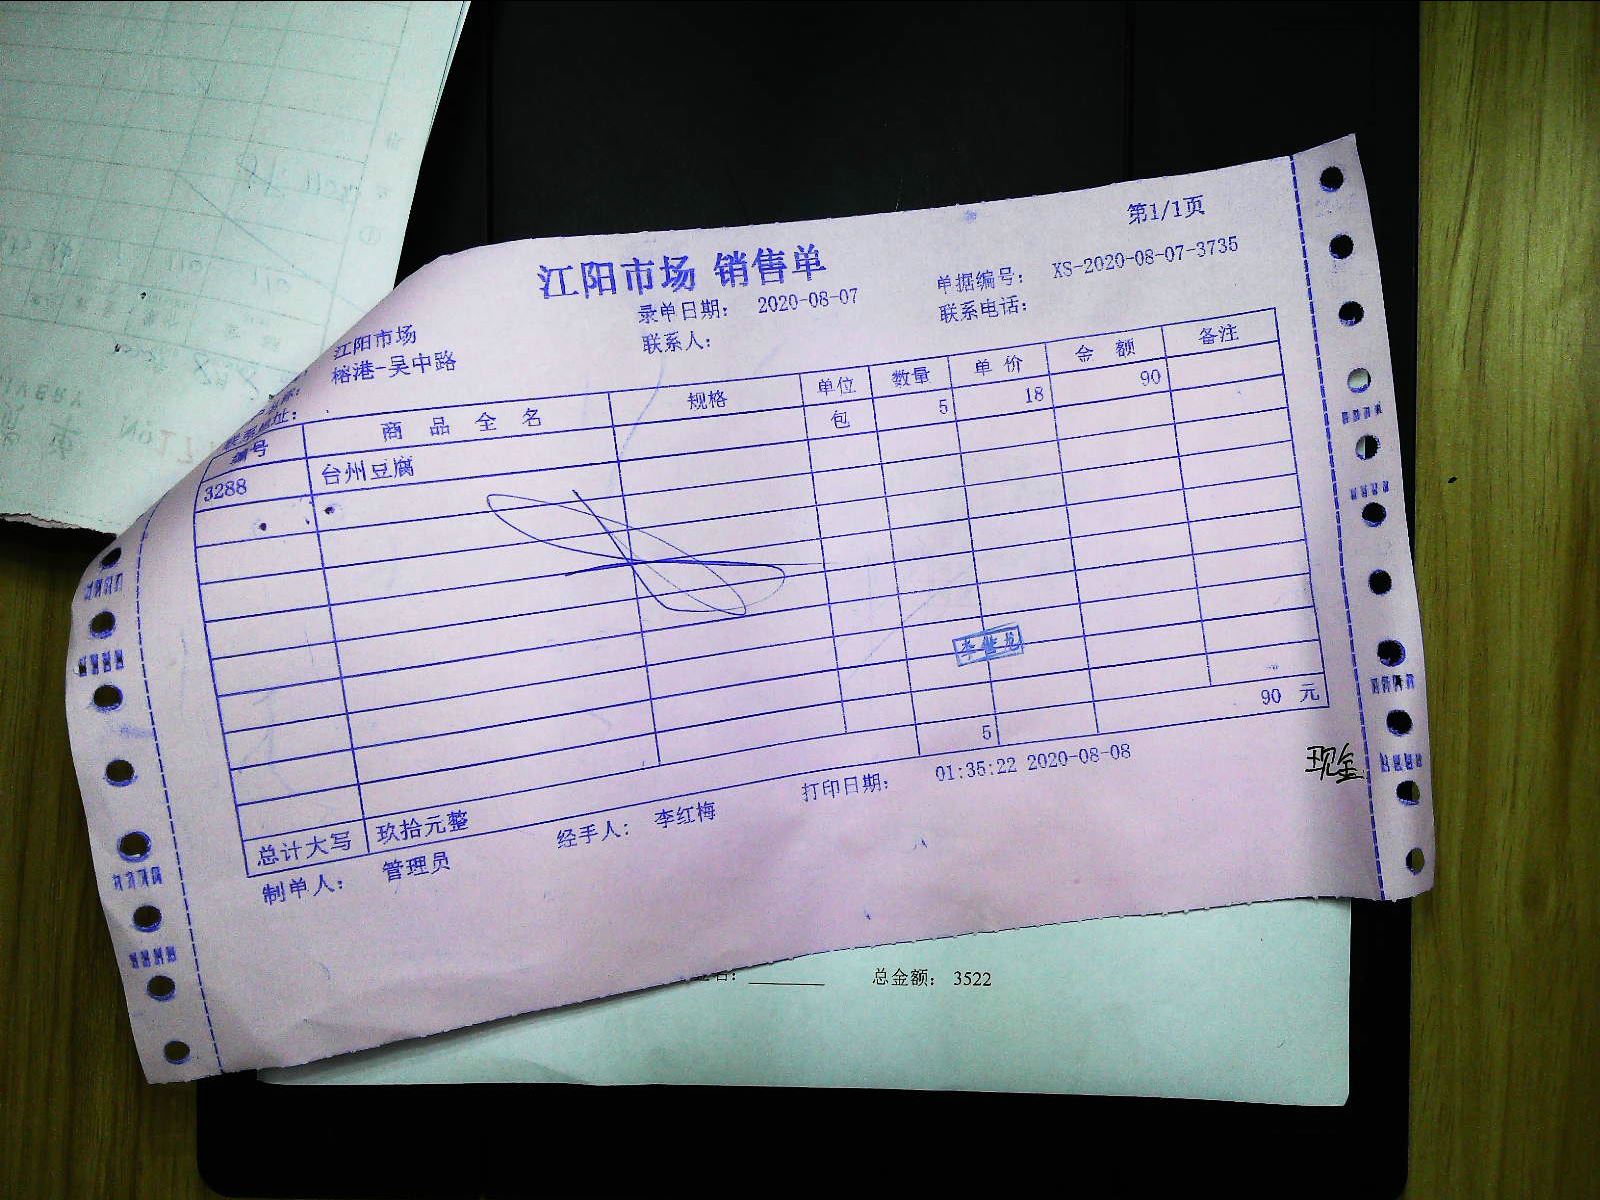 第1/1页
江阳市场 销售单
录单日期： 2020-08-07
单据编号： XS-2020-08-07-3735
江阳市场
联系人：
联系电话：
榕港-吴中路
编号 商品全名 规格 单位 数量 单价 金额 备注
3288 台州豆腐 包 5 18 90
5 90 元
总计大写 玖拾元整
制单人： 管理员 经手人： 李红梅 打印日期： 01:35:22 2020-08-08
现金
总金额： 3522